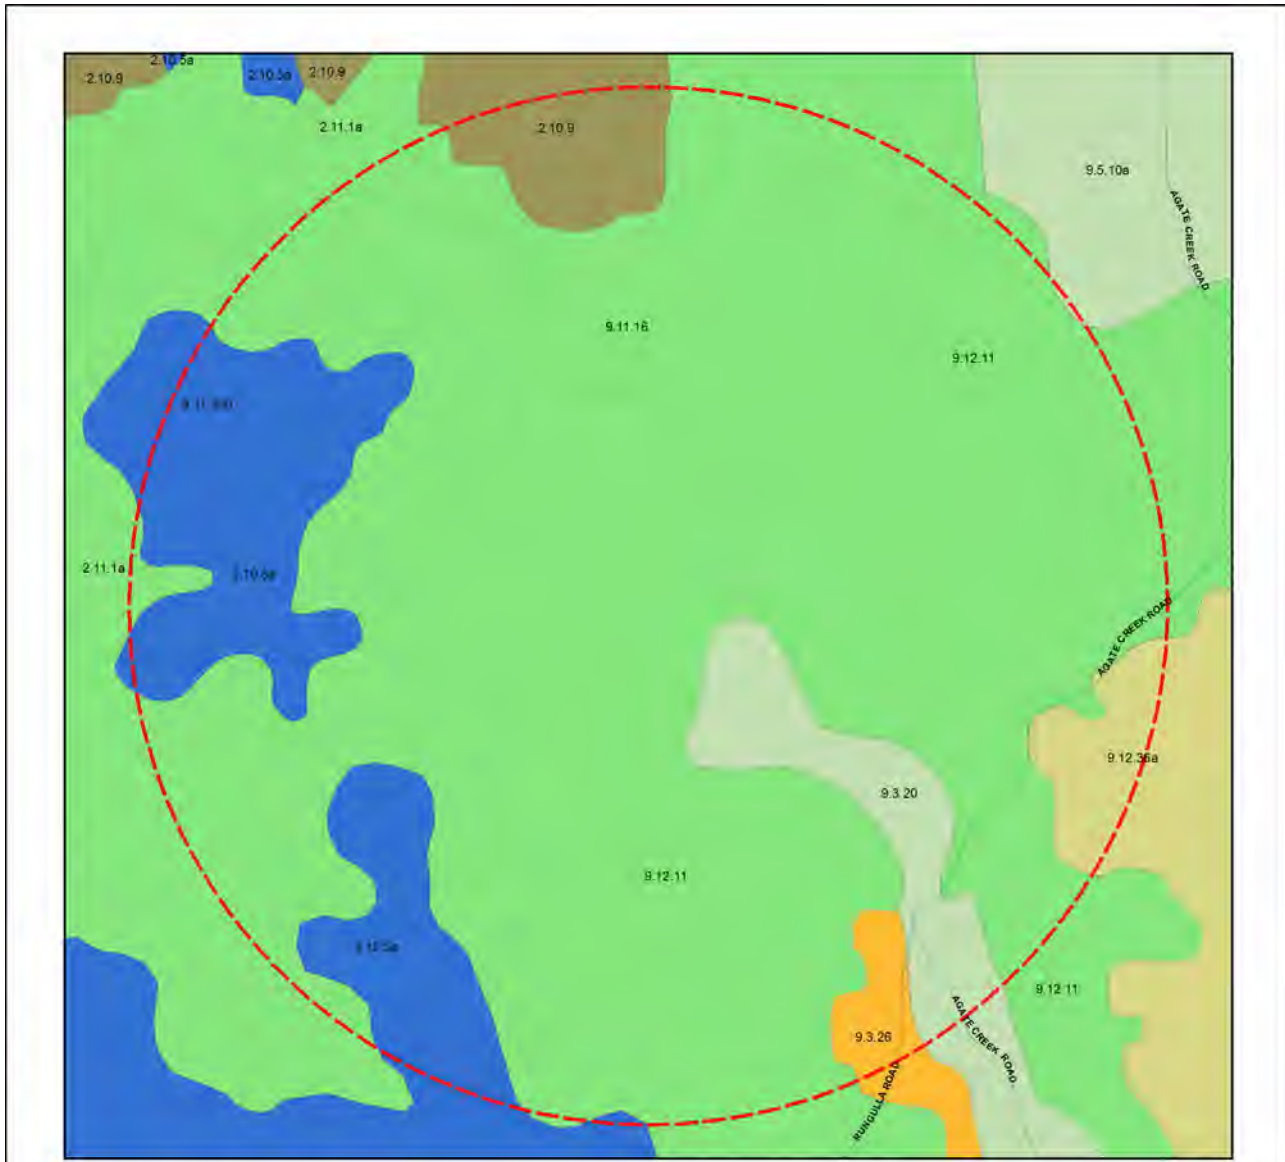 2.10.5a
2.10.9
2.10.5a
2.10.9
2.11.1a
2.10.9
9.5.10a
AGATE CREEK ROAD
9.11.16
9.12.11
2.11.1a
AGATE CREEK ROAD
9.12.36a
9.3.20
9.12.11
9.12.11
9.3.26
AGATE CREEK ROAD
RUNGULLA ROAD